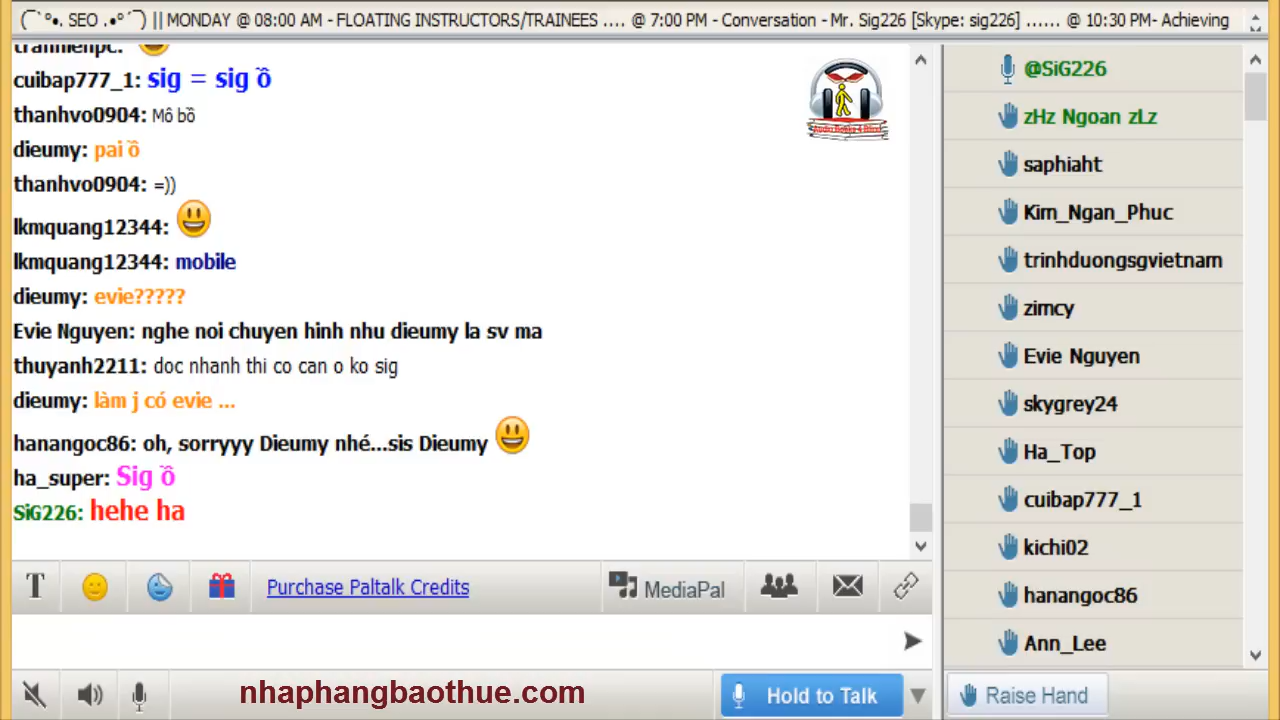 (¯`°•. SEO .•°´¯) || MONDAY @ 08:00 AM - FLOATING INSTRUCTORS/TRAINEES .... @ 7:00 PM - Conversation - Mr. Sig226 [Skype: sig226] ...... @ 10:30 PM- Achieving
tranhienpc:
cuibap777_1: sig = sig ồ
thanhvo0904: Mô bồ
dieumy: pai ồ
thanhvo0904: =))
lkmquang12344:
lkmquang12344: mobile
dieumy: evie?????
Evie Nguyen: nghe noi chuyen hinh nhu dieumy la sv ma
thuyanh2211: doc nhanh thi co can o ko sig
dieumy: làm j có evie ...
hanangoc86: oh, sorryyy Dieumy nhé...sis Dieumy
ha_super: Sig ồ
SiG226: hehe ha
T
Purchase Paltalk Credits
MediaPal
nhaphangbaothue.com
Hold to Talk
@SiG226
zHz Ngoan zLz
saphiaht
Kim_Ngan_Phuc
trinhduongsgvietnam
zimcy
Evie Nguyen
skygrey24
Ha_Top
cuibap777_1
kichi02
hanangoc86
Ann_Lee
Raise Hand